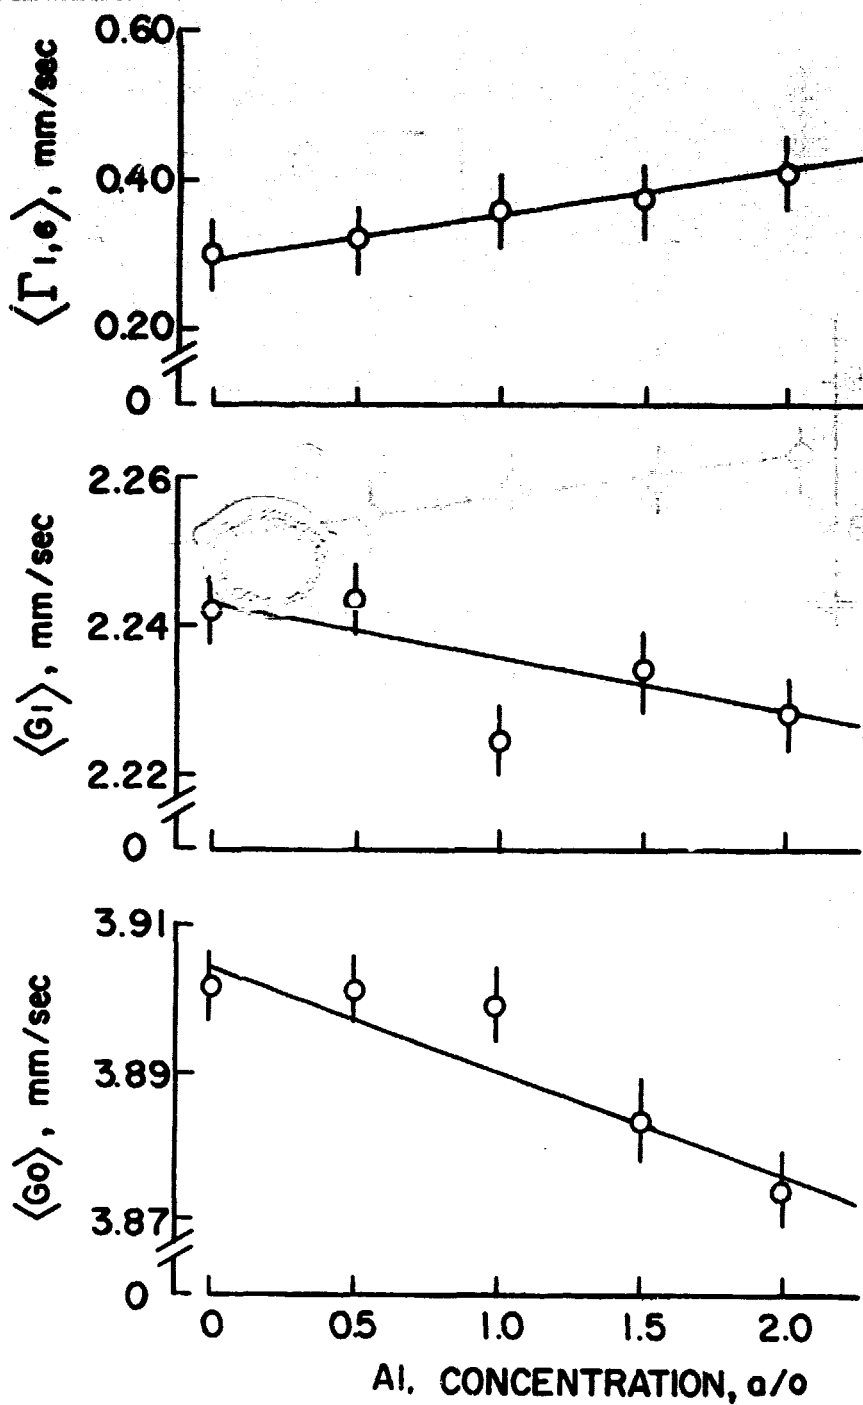 0.60
0.40
0.20
0
⟨Γ1,6⟩, mm/sec
2.26
2.24
2.22
0
⟨G1⟩, mm/sec
3.91
3.89
3.87
0
⟨G0⟩, mm/sec
0 0.5 1.0 1.5 2.0
Al. CONCENTRATION, a/o